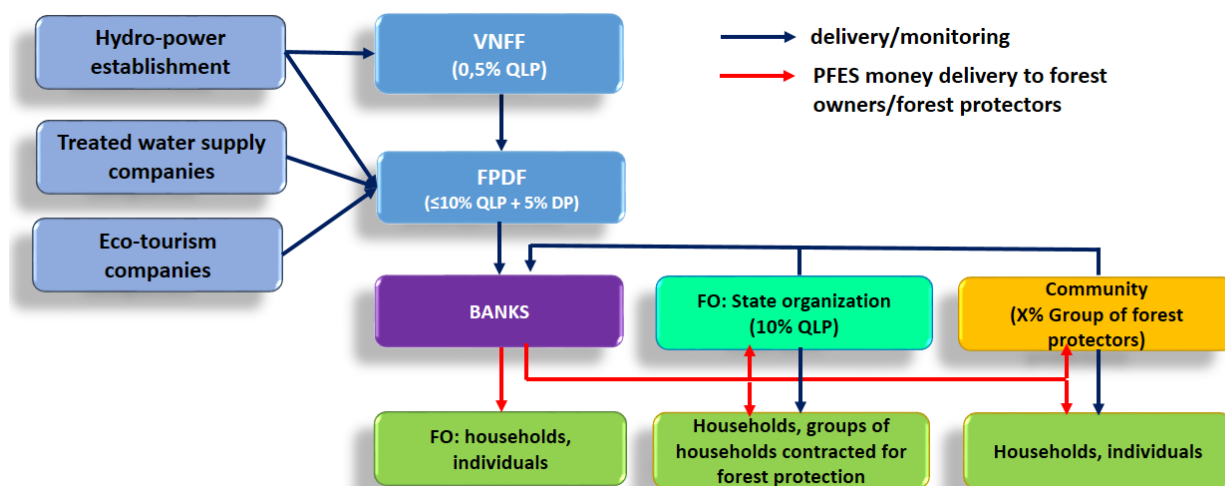 Hydro-power
establishment
VNFF
(0,5% QLP)
delivery/monitoring
PFES money delivery to forest
owners/forest protectors
Treated water supply
companies
FPDF
(≤10% QLP + 5% DP)
Eco-tourism
companies
BANKS
FO: State organization
(10% QLP)
Community
(X% Group of forest
protectors)
FO: households,
individuals
Households, groups of
households contracted for
forest protection
Households, individuals